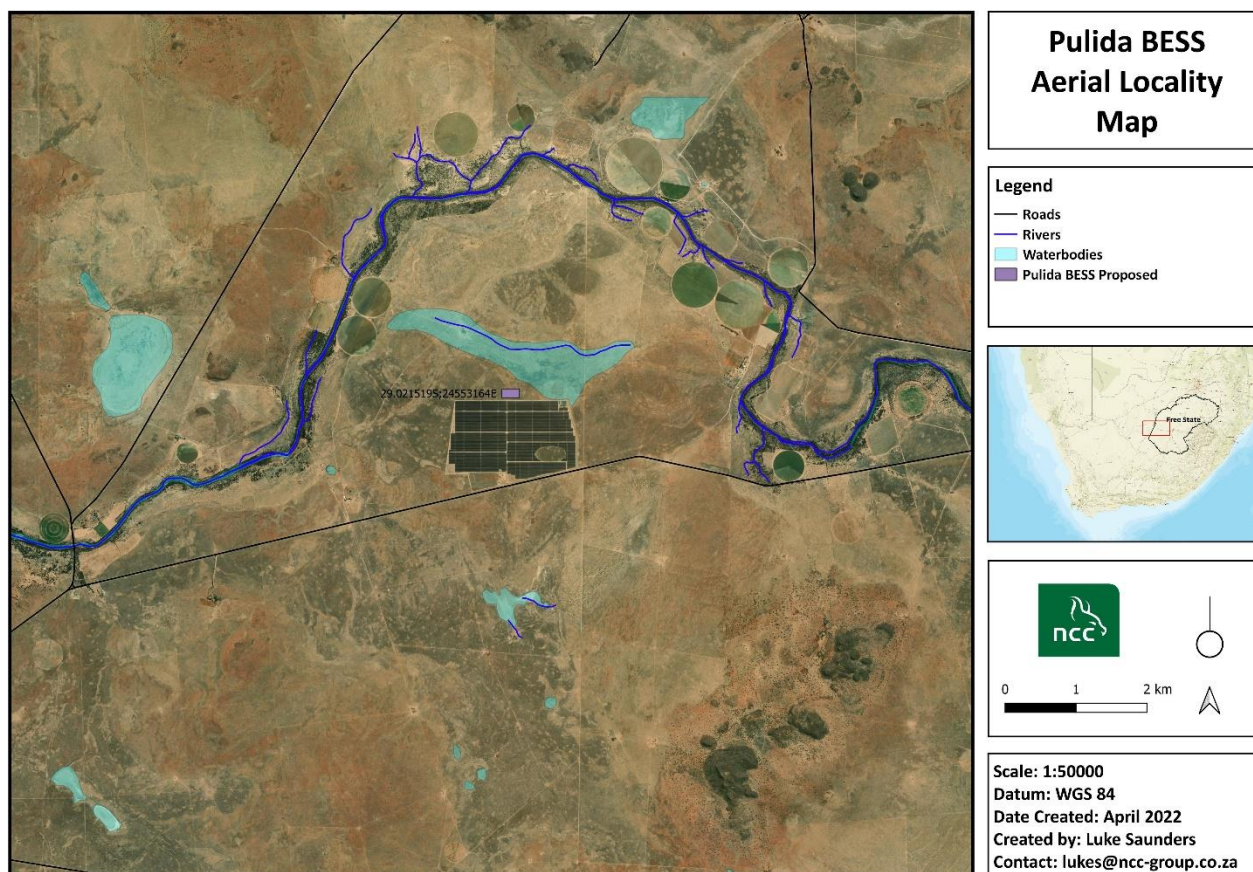 Pulida BESS
Aerial Locality
Map
Legend
Roads
Rivers
Waterbodies
Pulida BESS Proposed
29.021519S;24553164E
Free State
ncc
0 1 2 km
Scale: 1:50000
Datum: WGS 84
Date Created: April 2022
Created by: Luke Saunders
Contact: lukes@ncc-group.co.za